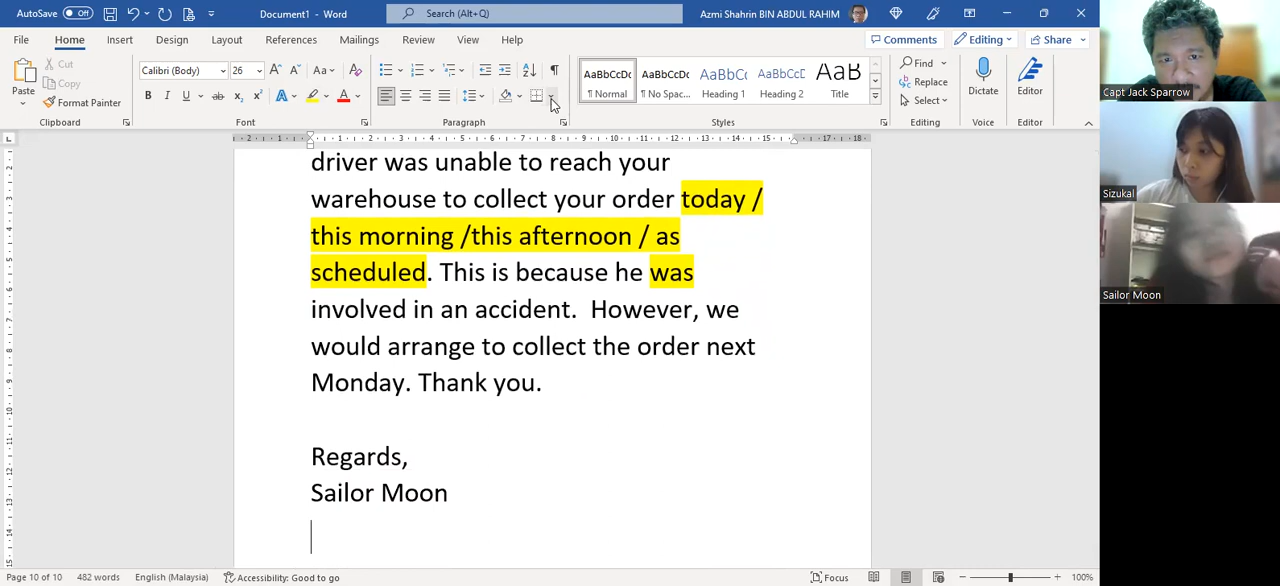 AutoSave Off Document1 - Word Search (Alt+Q) Azmi Shahrin BIN ABDUL RAHIM
File Home Insert Design Layout References Mailings Review View Help Comments Editing Share
Paste Cut Copy Format Painter Clipboard
Calibri (Body) 26 Font
Paragraph
AaBbCcDc AaBbCcDc AaBbCc AaBbCcD AaB
¶ Normal ¶ No Spac... Heading 1 Heading 2 Title
Styles
Find Replace Select Editing
Dictate Voice
Editor Editor
driver was unable to reach your
warehouse to collect your order today /
this morning /this afternoon / as
scheduled. This is because he was
involved in an accident.  However, we
would arrange to collect the order next
Monday. Thank you.
Regards,
Sailor Moon
Page 10 of 10 482 words English (Malaysia) Accessibility: Good to go Focus 100%
Capt Jack Sparrow
Sizukal
Sailor Moon